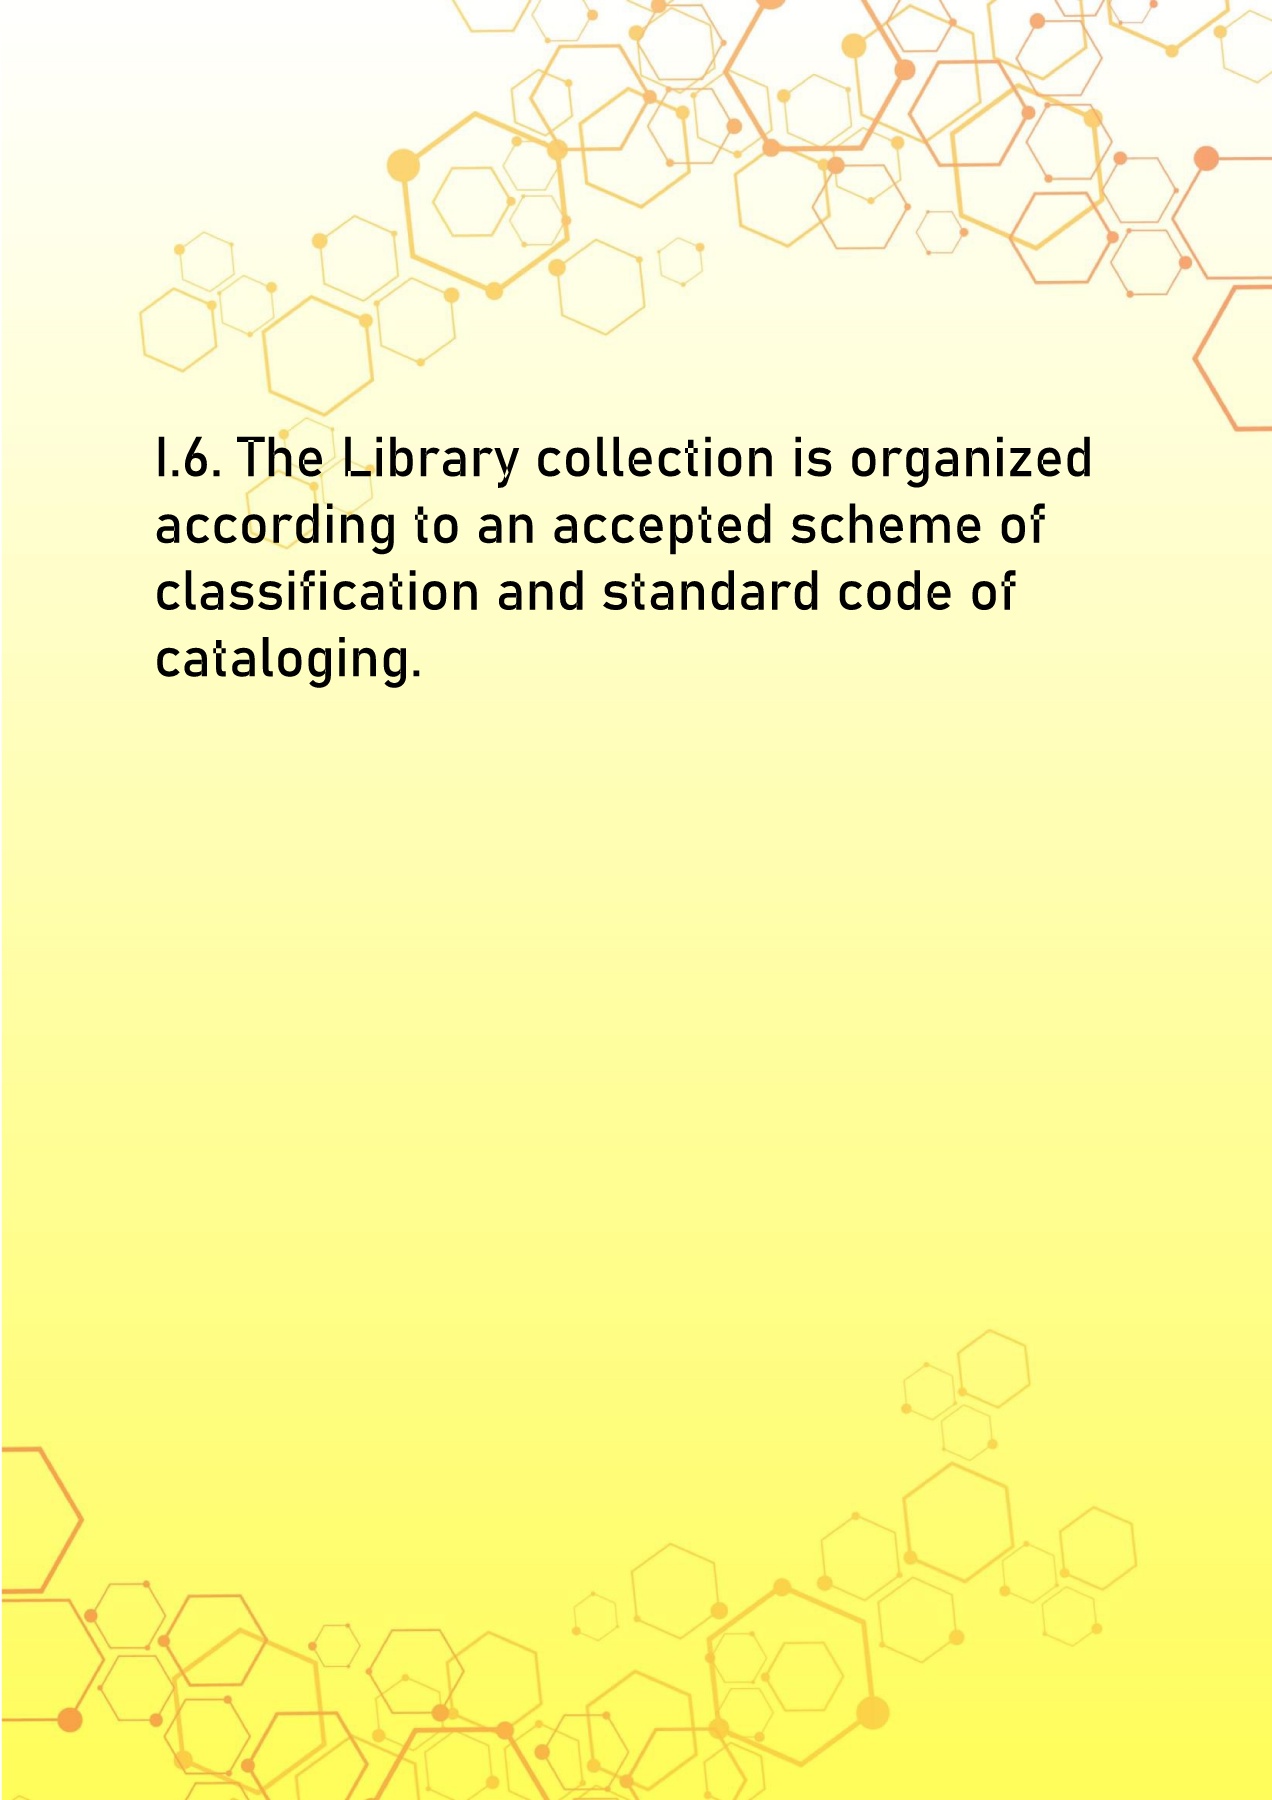 I.6. The Library collection is organized
according to an accepted scheme of
classification and standard code of
cataloging.